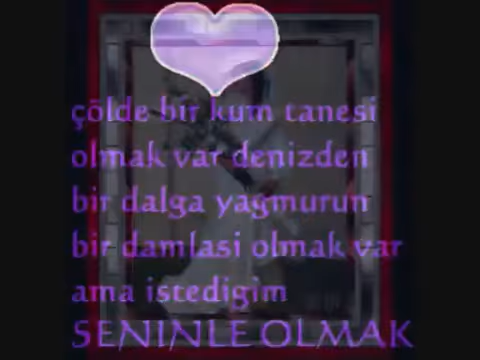 çölde bir kum tanesi
olmak var denizden
bir dalga yagmurun
bir damlasi olmak var
ama istedigim
SENINLE OLMAK